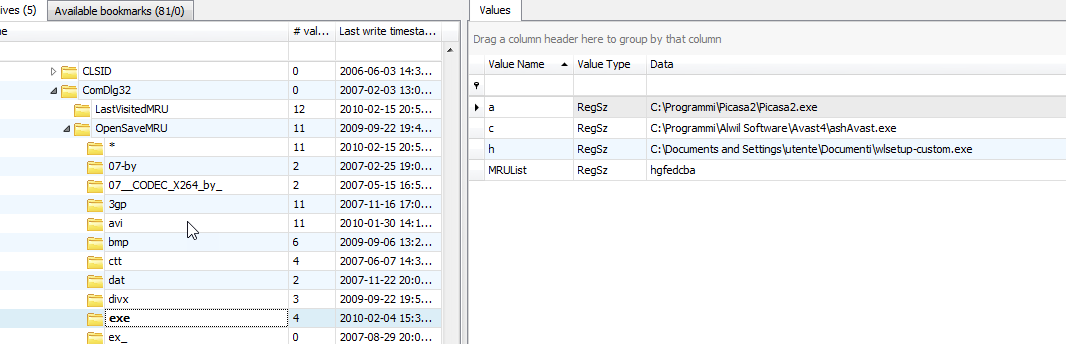 ives (5) Available bookmarks (81/0)
me # val... Last write timesta...
CLSID 0 2006-06-03 14:3...
ComDlg32 0 2007-02-03 13:0...
LastVisitedMRU 12 2010-02-15 20:5...
OpenSaveMRU 11 2009-09-22 19:4...
* 11 2010-02-15 20:5...
07-by 2 2007-02-25 19:0...
07__CODEC_X264_by_ 2 2007-05-15 16:5...
3gp 11 2007-11-16 17:0...
avi 11 2010-01-30 14:1...
bmp 6 2009-09-06 13:2...
ctt 4 2007-06-07 14:3...
dat 2 2007-11-22 20:0...
divx 3 2009-09-22 19:5...
exe 4 2010-02-04 15:3...
ex_ 0 2007-08-29 20:0...
Values
Drag a column header here to group by that column
Value Name Value Type Data
a RegSz C:\Programmi\Picasa2\Picasa2.exe
c RegSz C:\Programmi\Alwil Software\Avast4\ashAvast.exe
h RegSz C:\Documents and Settings\utente\Documenti\wlsetup-custom.exe
MRUList RegSz hgfedcba